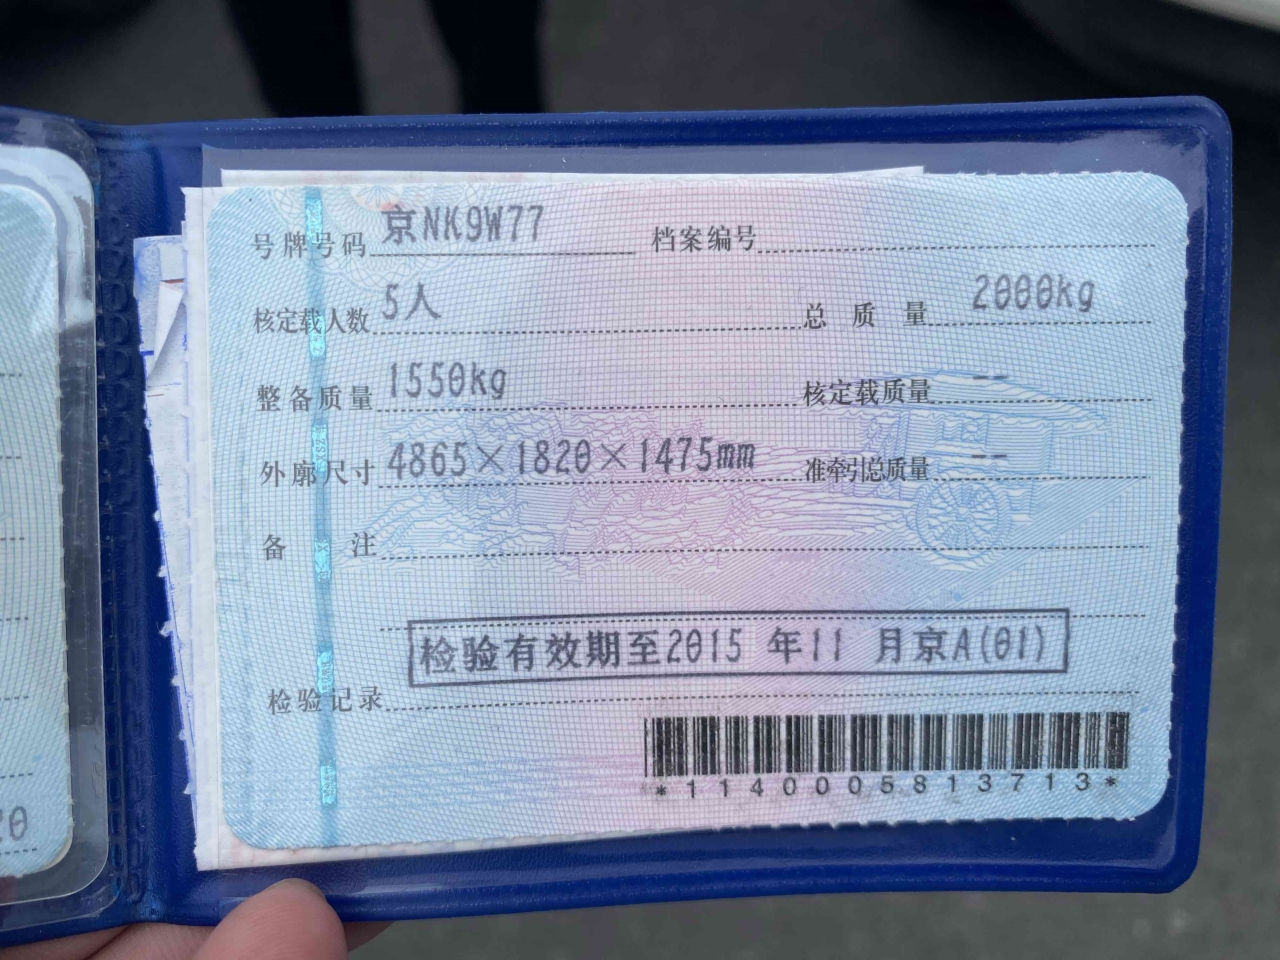 号牌号码 京NK9W77 档案编号
核定载人数 5人 总质量 2000kg
整备质量 1550kg 核定载质量 --
外廓尺寸 4865×1820×1475mm 准牵引总质量 --
备注
检验有效期至2015 年11 月京A(01)
检验记录
*1140005813713*